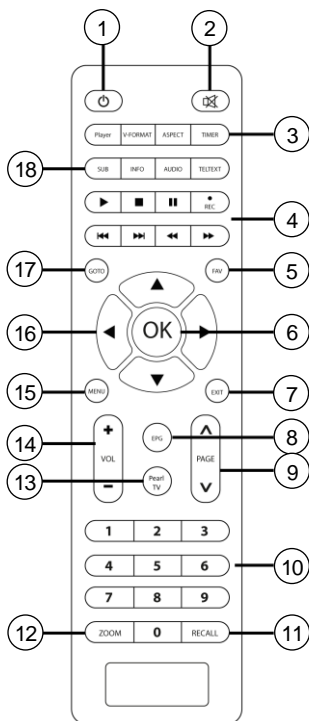 1 2
Player V-FORMAT ASPECT TIMER 3
18 SUB INFO AUDIO TELTEXT
REC 4
17 GOTO FAV 5
16 OK 6
15 MENU EXIT 7
EPG 8
14 + VOL − PAGE 9
13 Pearl TV
1 2 3
4 5 6 10
7 8 9
12 ZOOM 0 RECALL 11